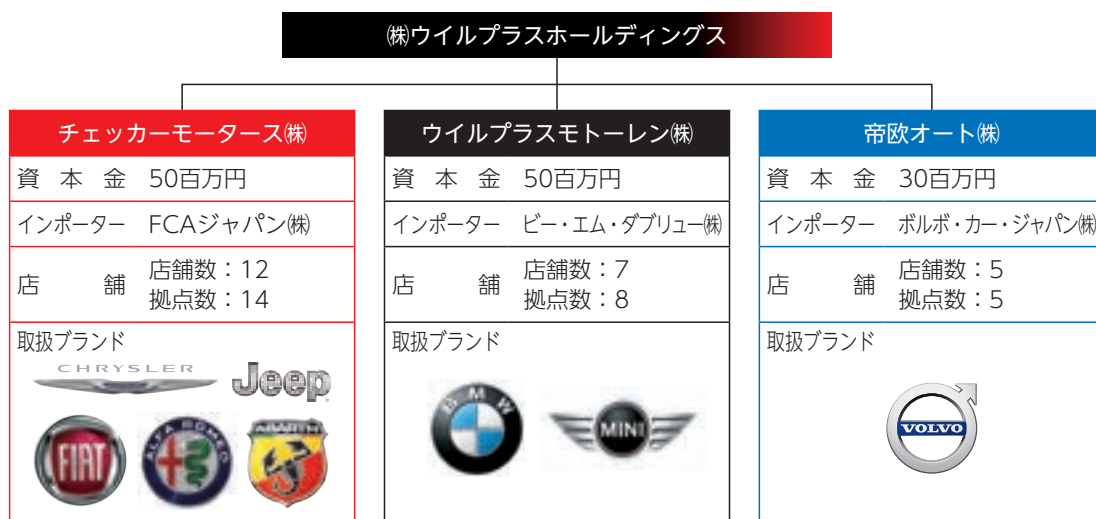 ㈱ウイルプラスホールディングス
チェッカーモータース㈱
資本金 50百万円
インポーター FCAジャパン㈱
店舗 店舗数：12
拠点数：14
取扱ブランド
CHRYSLER
Jeep
FIAT
ALFA ROMEO
ABARTH
ウイルプラスモトーレン㈱
資本金 50百万円
インポーター ビー・エム・ダブリュー㈱
店舗 店舗数：7
拠点数：8
取扱ブランド
BMW
MINI
帝欧オート㈱
資本金 30百万円
インポーター ボルボ・カー・ジャパン㈱
店舗 店舗数：5
拠点数：5
取扱ブランド
VOLVO